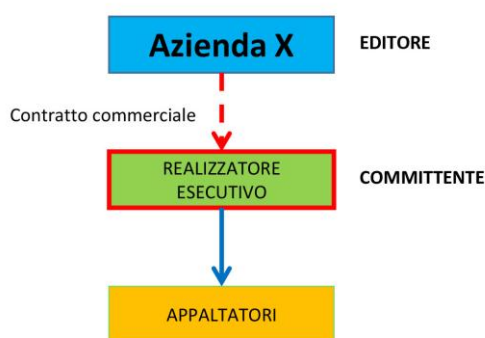 Azienda X
EDITORE
Contratto commerciale
REALIZZATORE
ESECUTIVO
COMMITTENTE
APPALTATORI